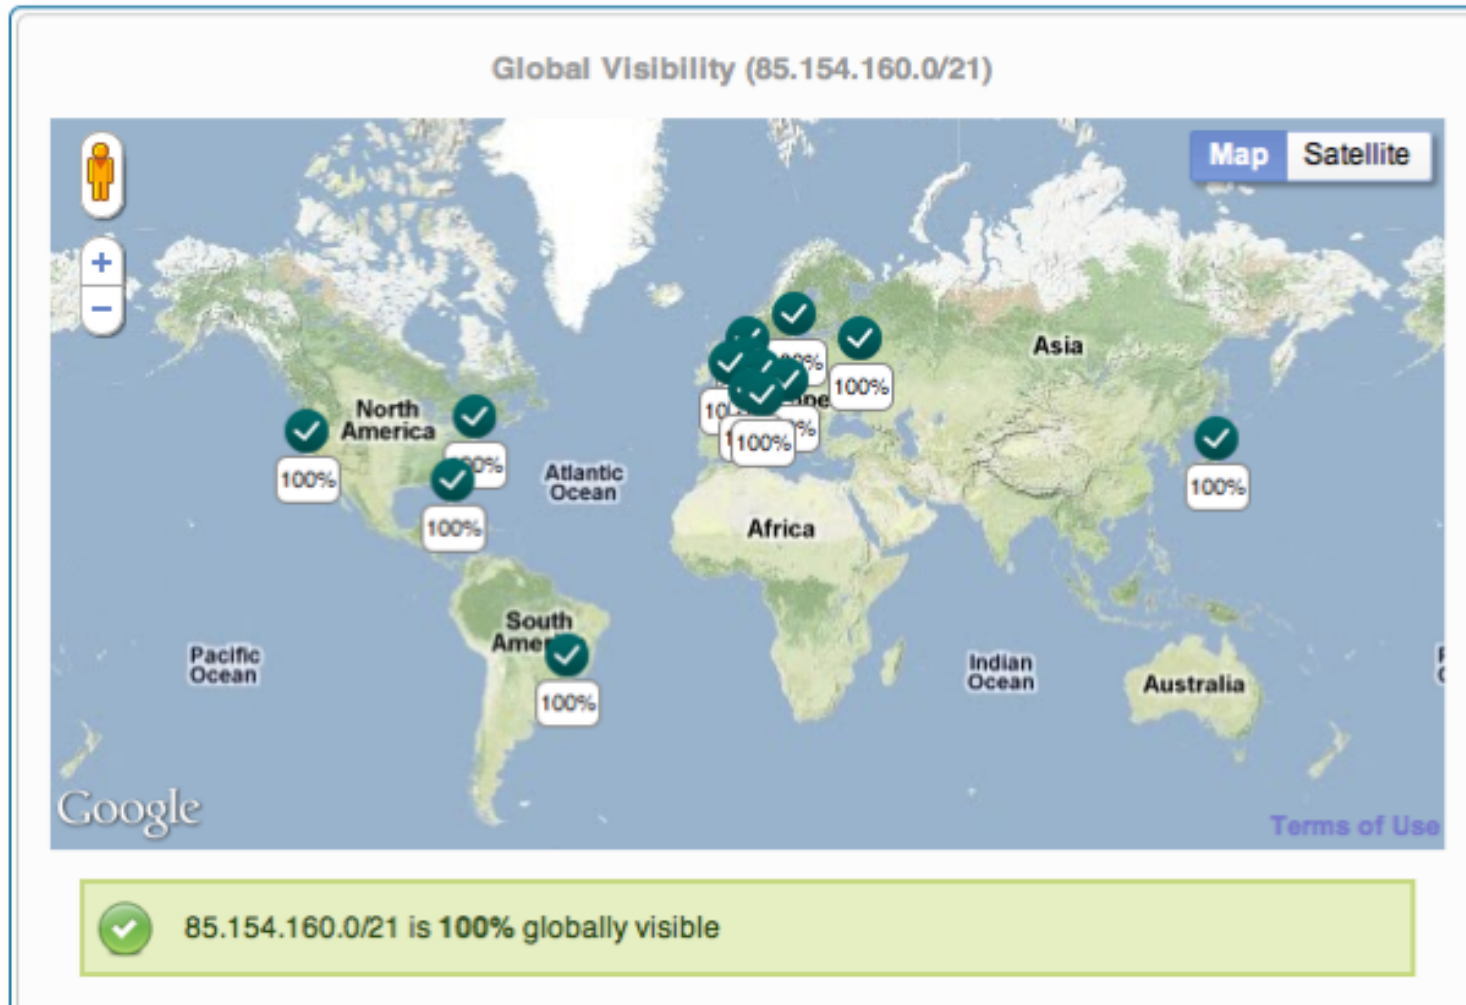 Global Visibility (85.154.160.0/21)
Map Satellite
+
−
Asia
North
America
100%
100%
100%
100%
100%
100%
Atlantic
Ocean
Africa
South
Pacific
Ocean
Indian
Ocean
Australia
100%
Google
Terms of Use
85.154.160.0/21 is 100% globally visible